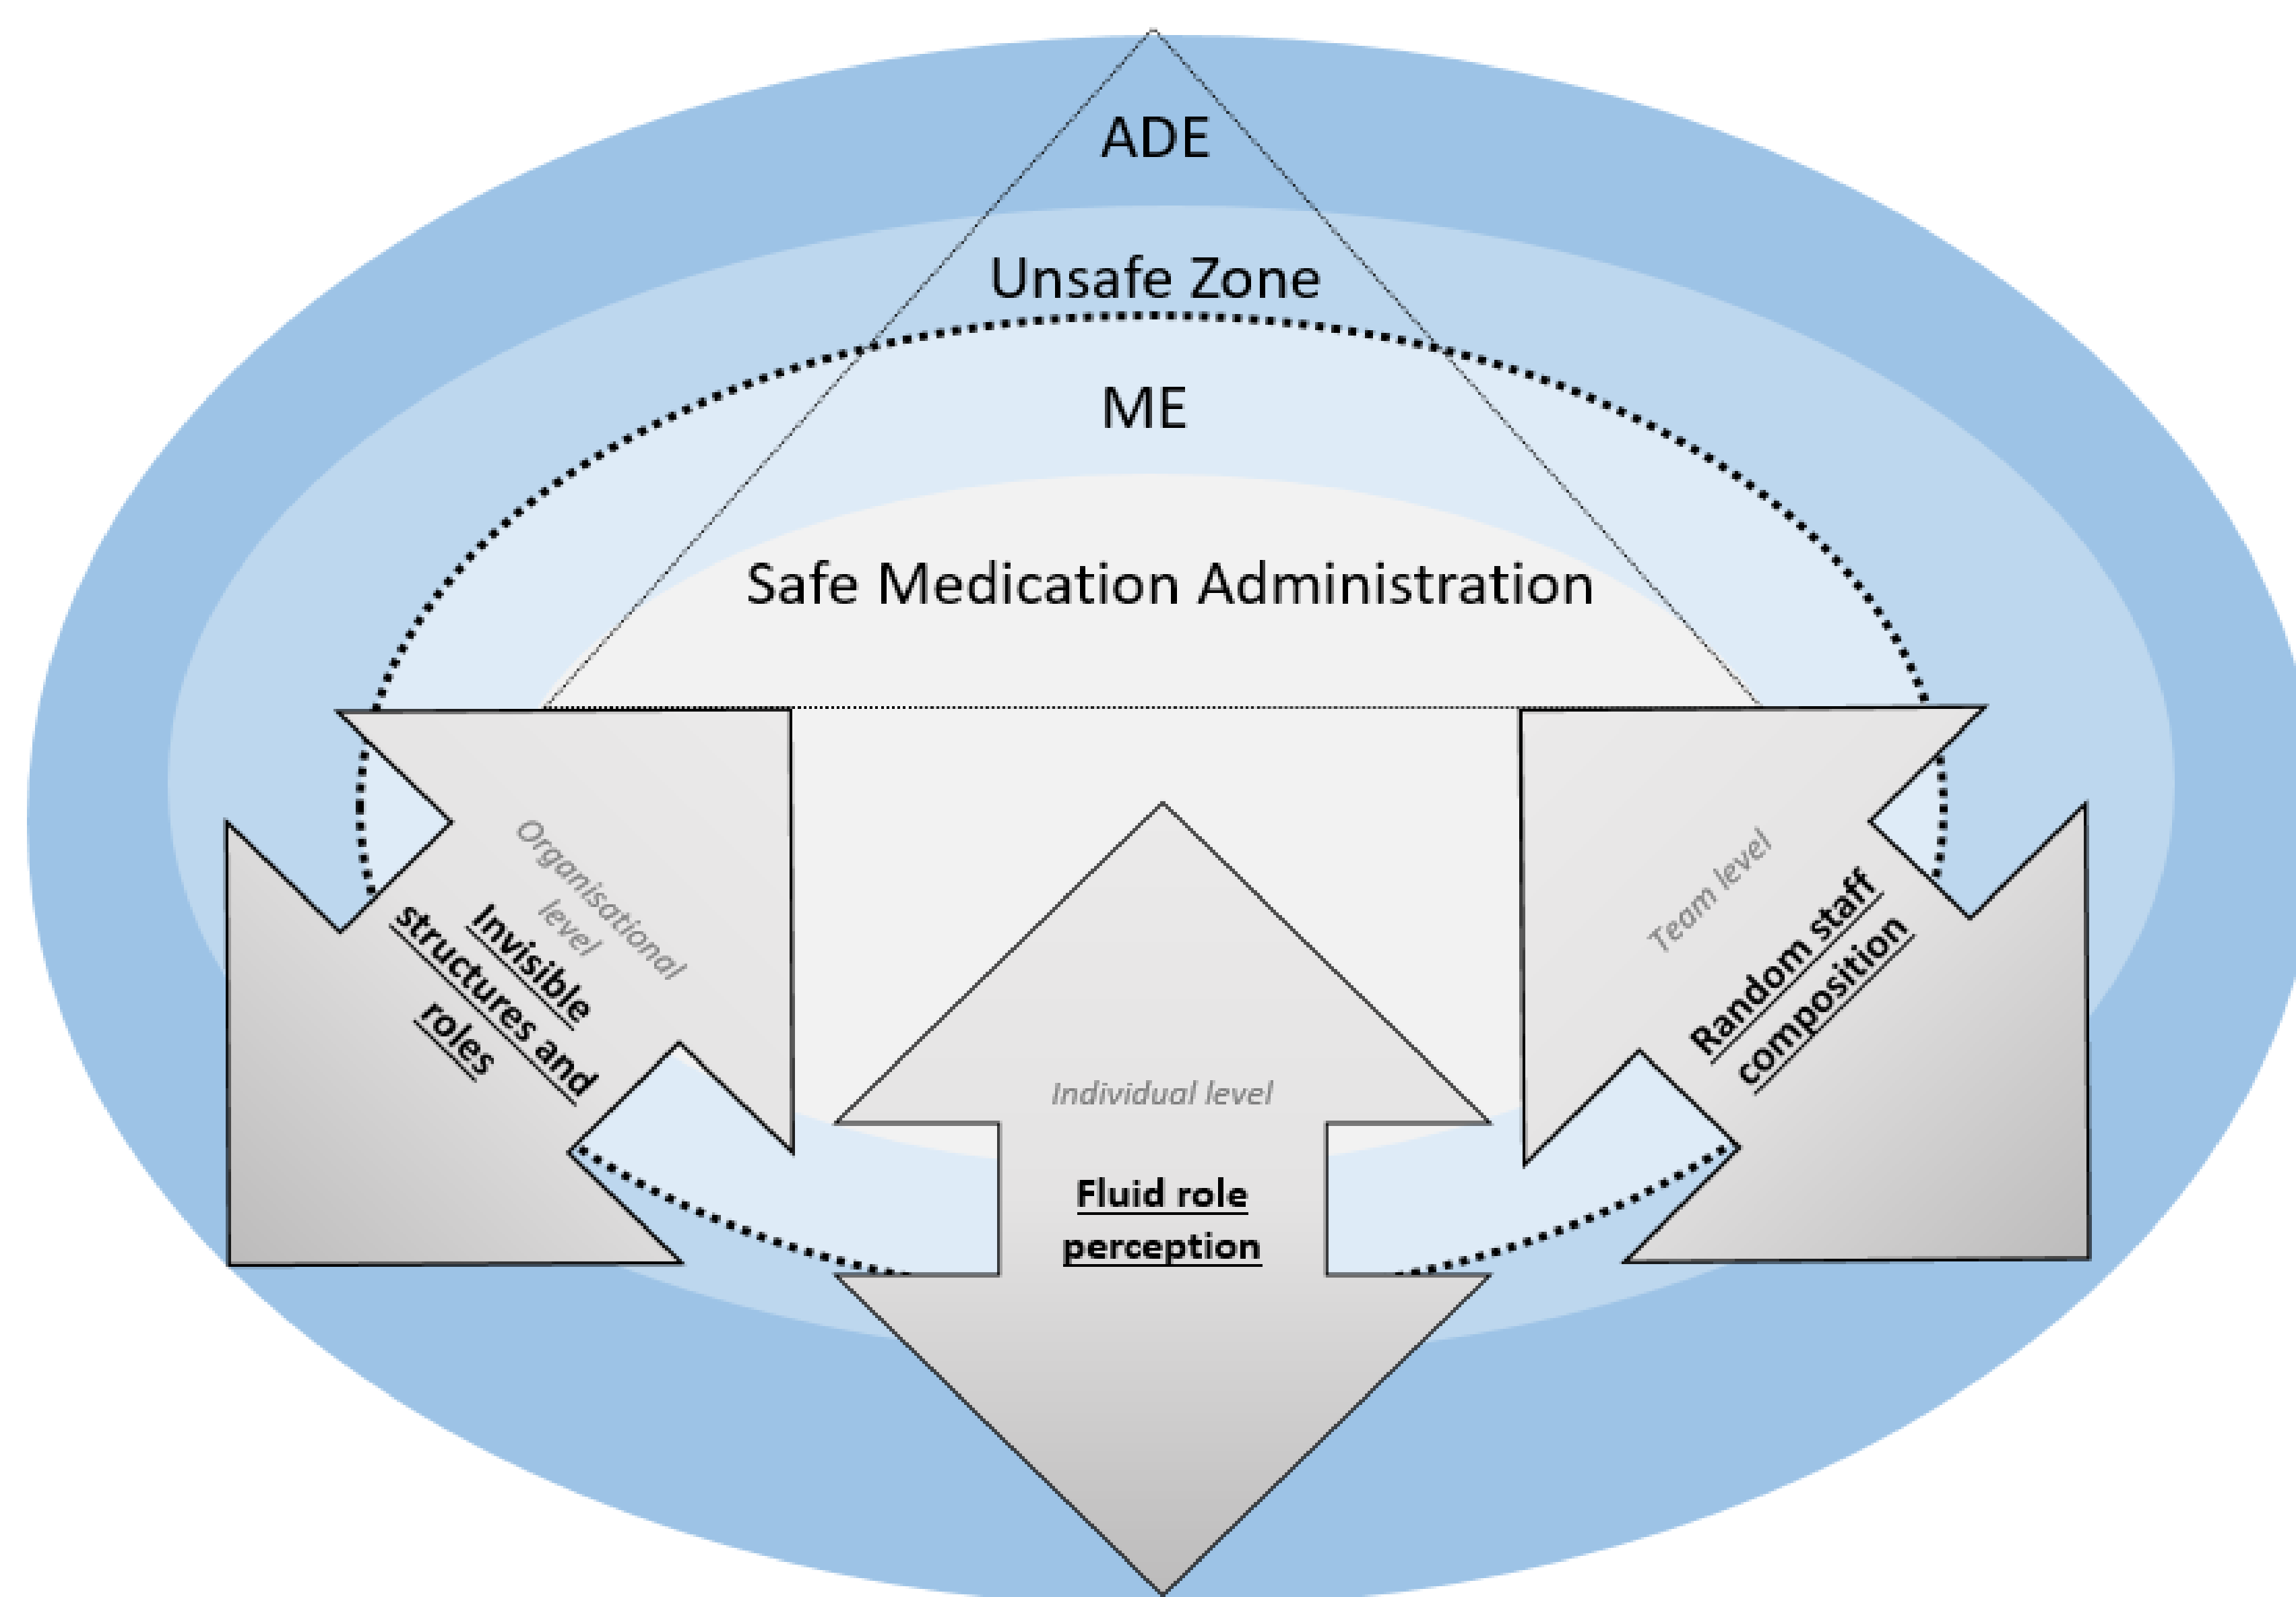 ADE
Unsafe Zone
ME
Safe Medication Administration
Organisational
level
Invisible
structures and
roles
Individual level
Fluid role
perception
Team level
Random staff
composition